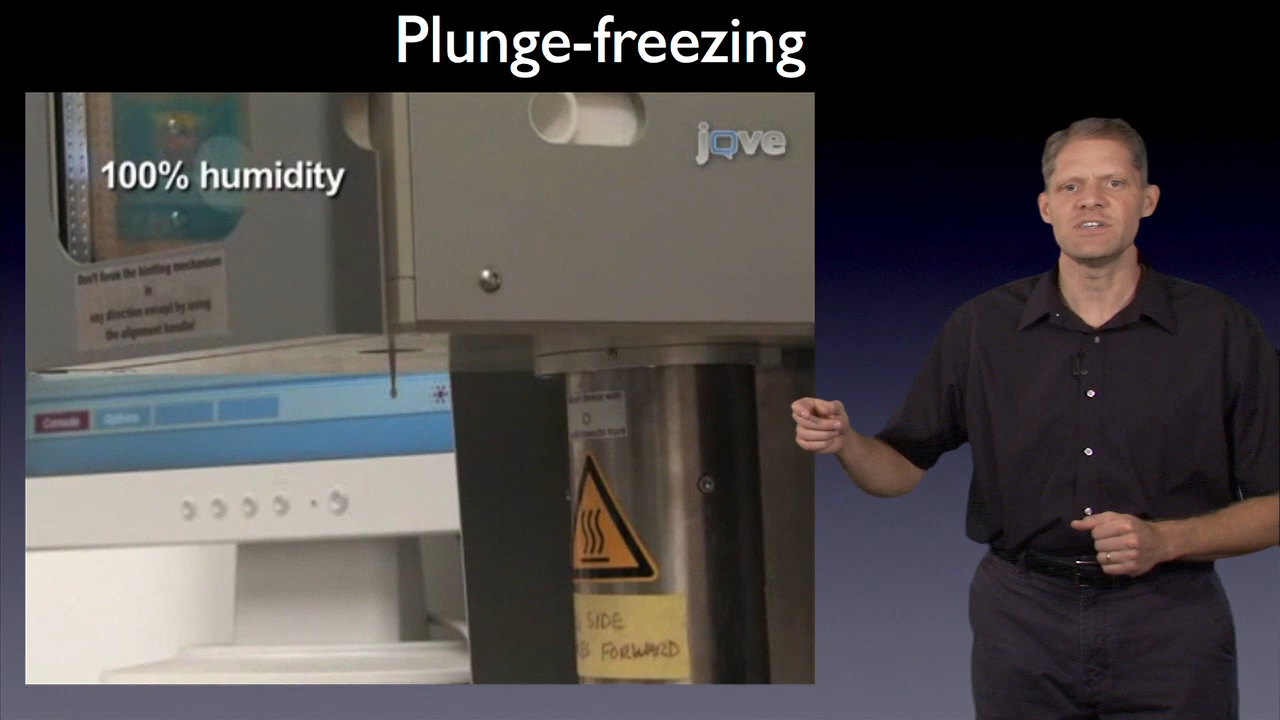 Plunge-freezing
jove
100% humidity
Don't force the blotting mechanism
in
any direction except by using
the alignment handle!
Console Options
SIDE
FORWARD